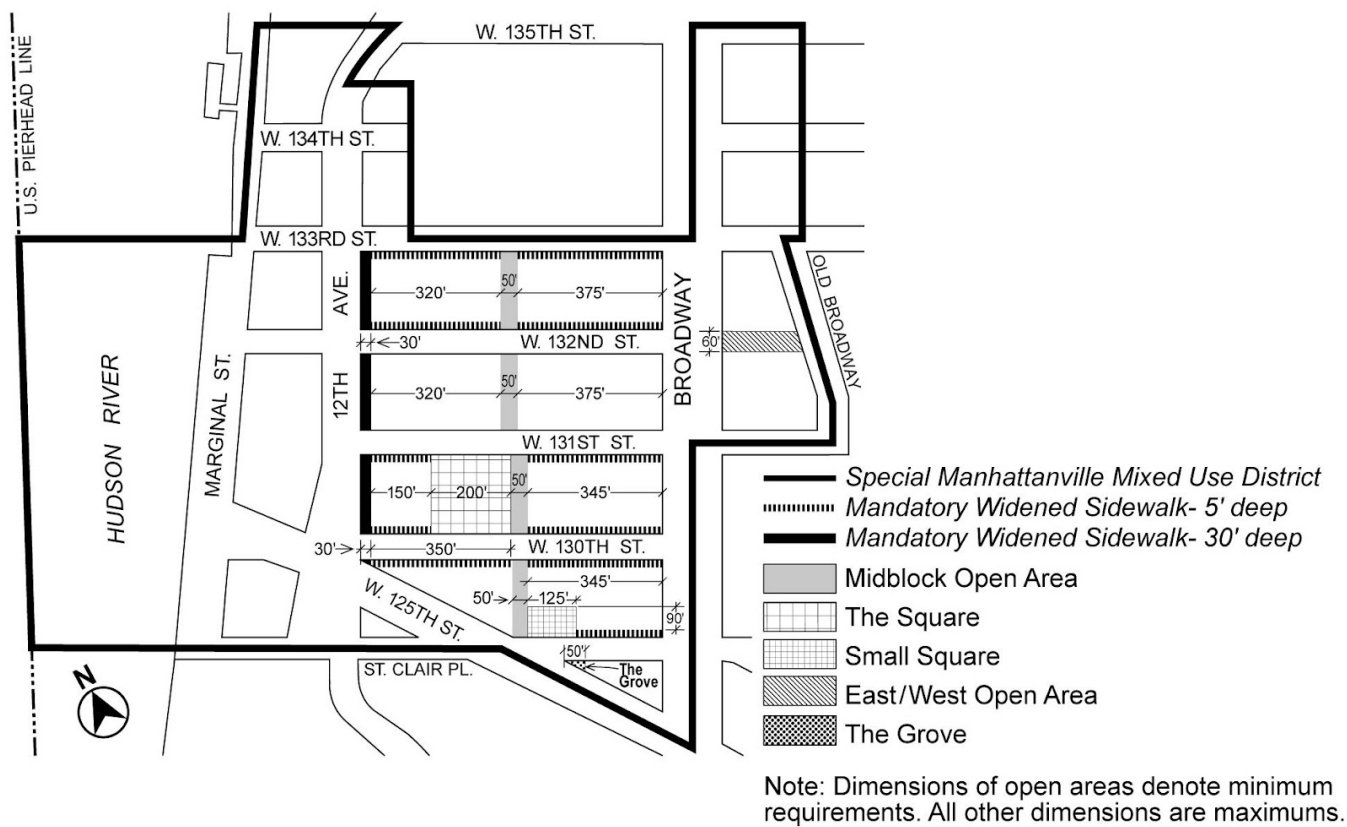 W. 135TH ST.
U.S. PIERHEAD LINE
W. 134TH ST.
W. 133RD ST.
AVE.
50'
320'
375'
BROADWAY
OLD BROADWAY
30'
W. 132ND ST.
60'
HUDSON RIVER
MARGINAL ST.
12TH
50'
320'
375'
W. 131ST ST.
50'
150'
200'
345'
30'
350'
W. 130TH ST.
345'
W. 125TH ST.
50'
125'
90'
ST. CLAIR PL.
50'
The
Grove
N
Special Manhattanville Mixed Use District
Mandatory Widened Sidewalk- 5' deep
Mandatory Widened Sidewalk- 30' deep
Midblock Open Area
The Square
Small Square
East/West Open Area
The Grove
Note: Dimensions of open areas denote minimum
requirements. All other dimensions are maximums.